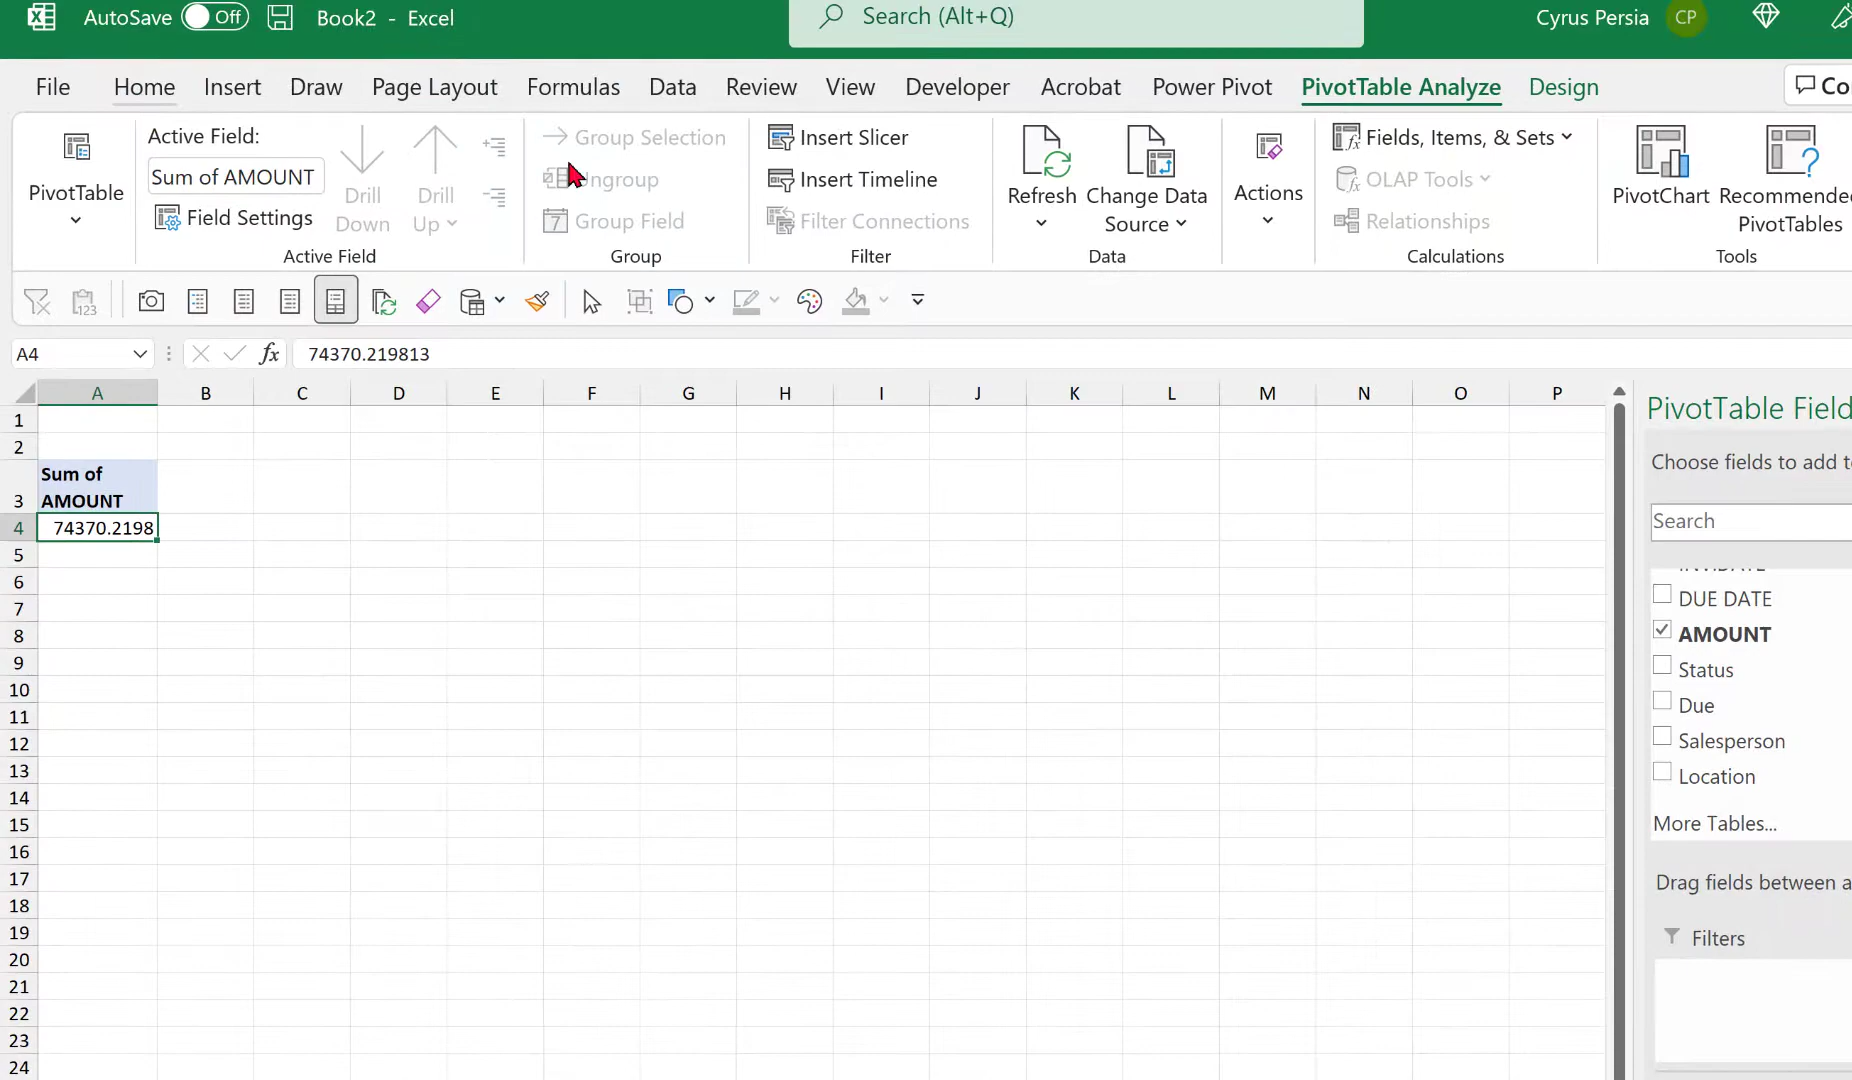 AutoSave Off Book2 - Excel Search (Alt+Q) Cyrus Persia CP
File Home Insert Draw Page Layout Formulas Data Review View Developer Acrobat Power Pivot PivotTable Analyze Design
PivotTable
Active Field:
Sum of AMOUNT
Field Settings
Drill Down
Drill Up
Active Field
Group Selection
Ungroup
7 Group Field
Group
Insert Slicer
Insert Timeline
Filter Connections
Filter
Refresh
Change Data Source
Data
Actions
Fields, Items, & Sets
OLAP Tools
Relationships
Calculations
PivotChart
Recommended
PivotTables
Tools
123
A4 fx 74370.219813
A B C D E F G H I J K L M N O P
1
2
3 Sum of AMOUNT
4 74370.2198
5
6
7
8
9
10
11
12
13
14
15
16
17
18
19
20
21
22
23
24
PivotTable Field
Choose fields to add
Search
DUE DATE
AMOUNT
Status
Due
Salesperson
Location
More Tables...
Drag fields between
Filters